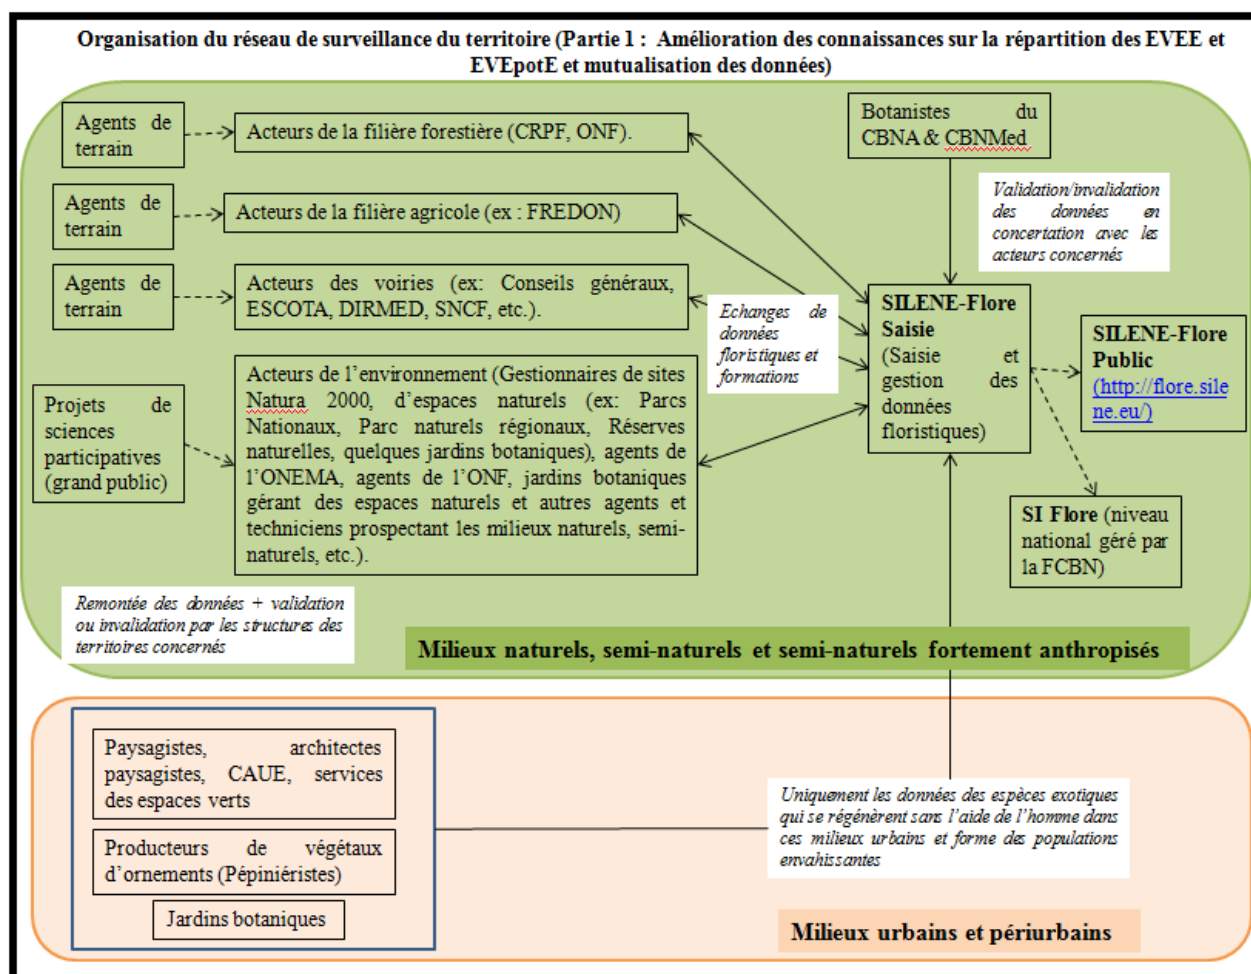 Organisation du réseau de surveillance du territoire (Partie 1 : Amélioration des connaissances sur la répartition des EVEE et
EVEpotE et mutualisation des données)
Agents de
terrain
Acteurs de la filière forestière (CRPF, ONF).
Botanistes du
CBNA & CBNMed
Agents de
terrain
Acteurs de la filière agricole (ex : FREDON)
Validation/invalidation
des données en
concertation avec les
acteurs concernés
Agents de
terrain
Acteurs des voiries (ex: Conseils généraux,
ESCOTA, DIRMED, SNCF, etc.).
Echanges de
données
floristiques et
formations
SILENE-Flore
Saisie
(Saisie et
gestion des
données
floristiques)
SILENE-Flore
Public
(http://flore.sile
ne.eu/)
Projets de
sciences
participatives
(grand public)
Acteurs de l’environnement (Gestionnaires de sites
Natura 2000, d’espaces naturels (ex: Parcs
Nationaux, Parc naturels régionaux, Réserves
naturelles, quelques jardins botaniques), agents de
l’ONEMA, agents de l’ONF, jardins botaniques
gérant des espaces naturels et autres agents et
techniciens prospectant les milieux naturels, semi-
naturels, etc.).
SI Flore (niveau
national géré par
la FCBN)
Remontée des données + validation
ou invalidation par les structures des
territoires concernés
Milieux naturels, semi-naturels et semi-naturels fortement anthropisés
Paysagistes, architectes
paysagistes, CAUE, services
des espaces verts
Producteurs de végétaux
d’ornements (Pépiniéristes)
Jardins botaniques
Uniquement les données des espèces exotiques
qui se régénèrent sans l’aide de l’homme dans
ces milieux urbains et forme des populations
envahissantes
Milieux urbains et périurbains